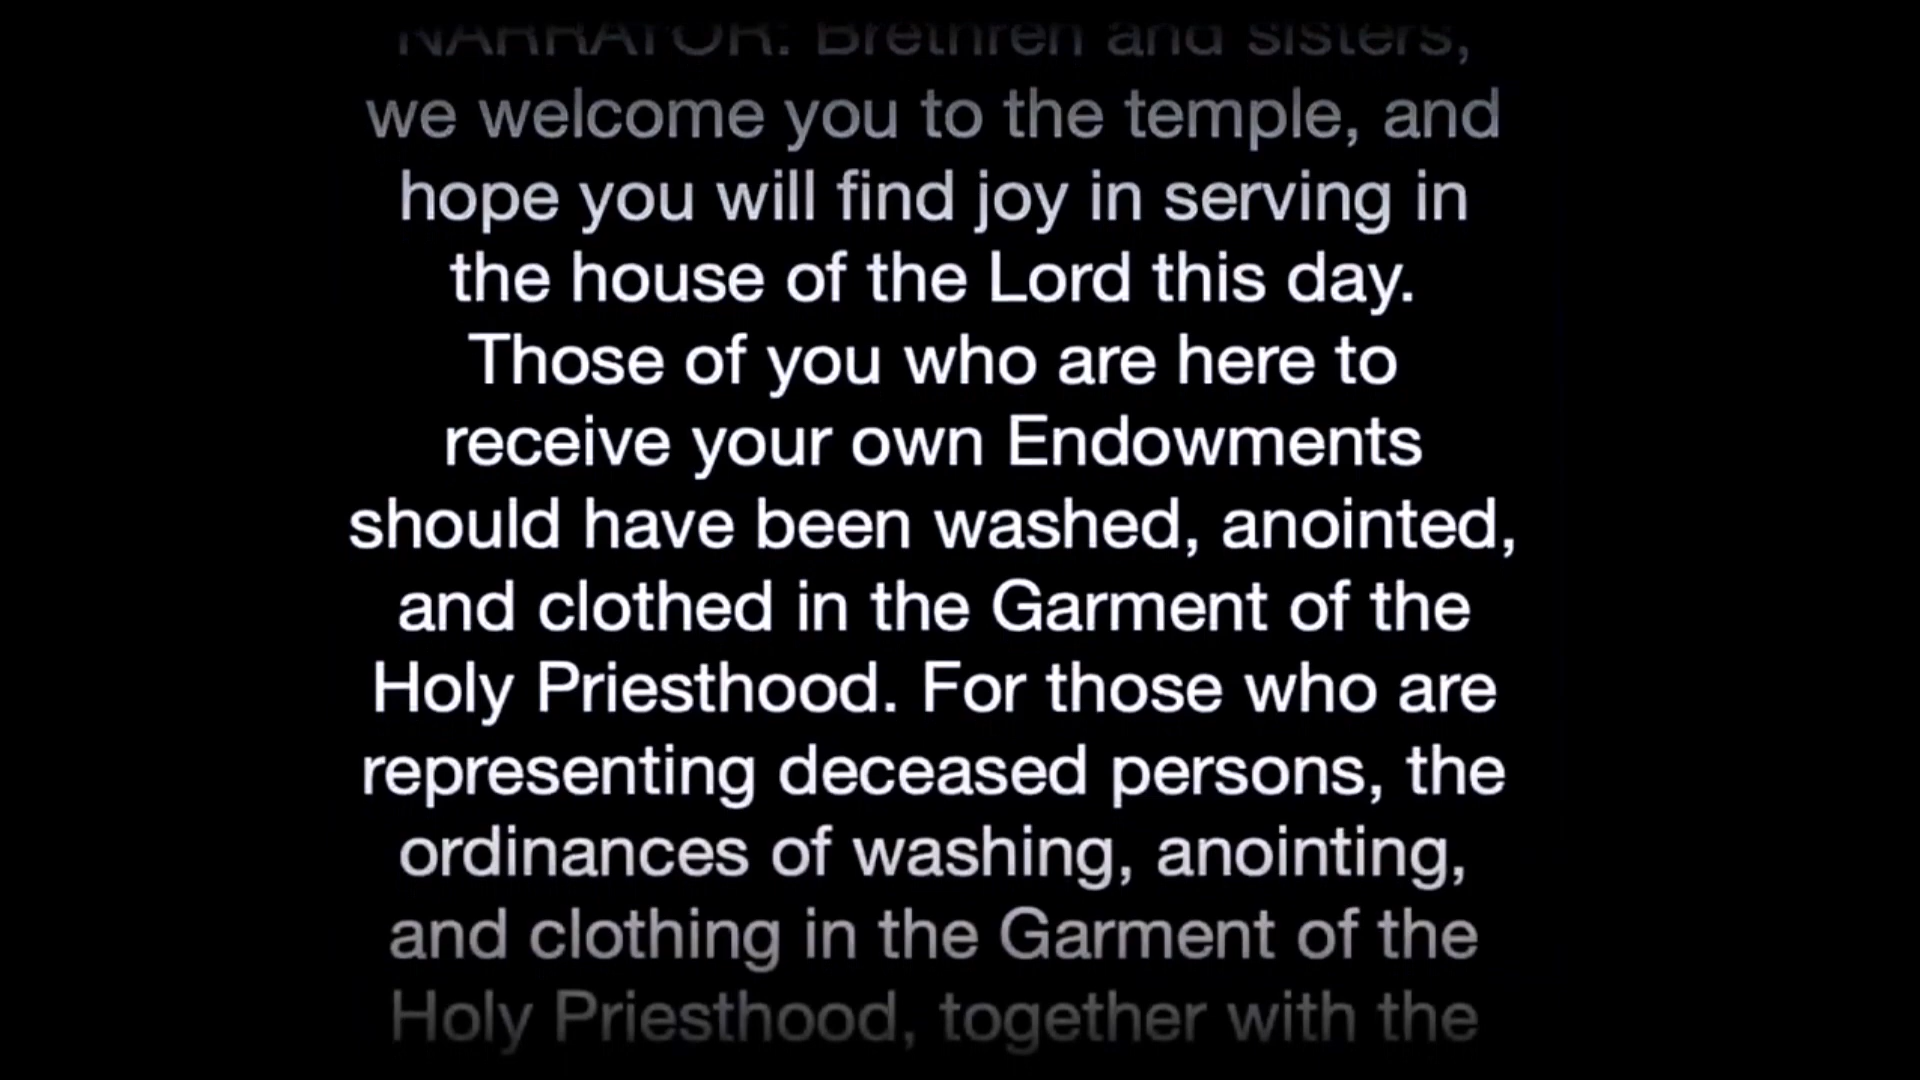 NARRATOR: Brethren and sisters,
we welcome you to the temple, and
hope you will find joy in serving in
the house of the Lord this day.
Those of you who are here to
receive your own Endowments
should have been washed, anointed,
and clothed in the Garment of the
Holy Priesthood. For those who are
representing deceased persons, the
ordinances of washing, anointing,
and clothing in the Garment of the
Holy Priesthood, together with the